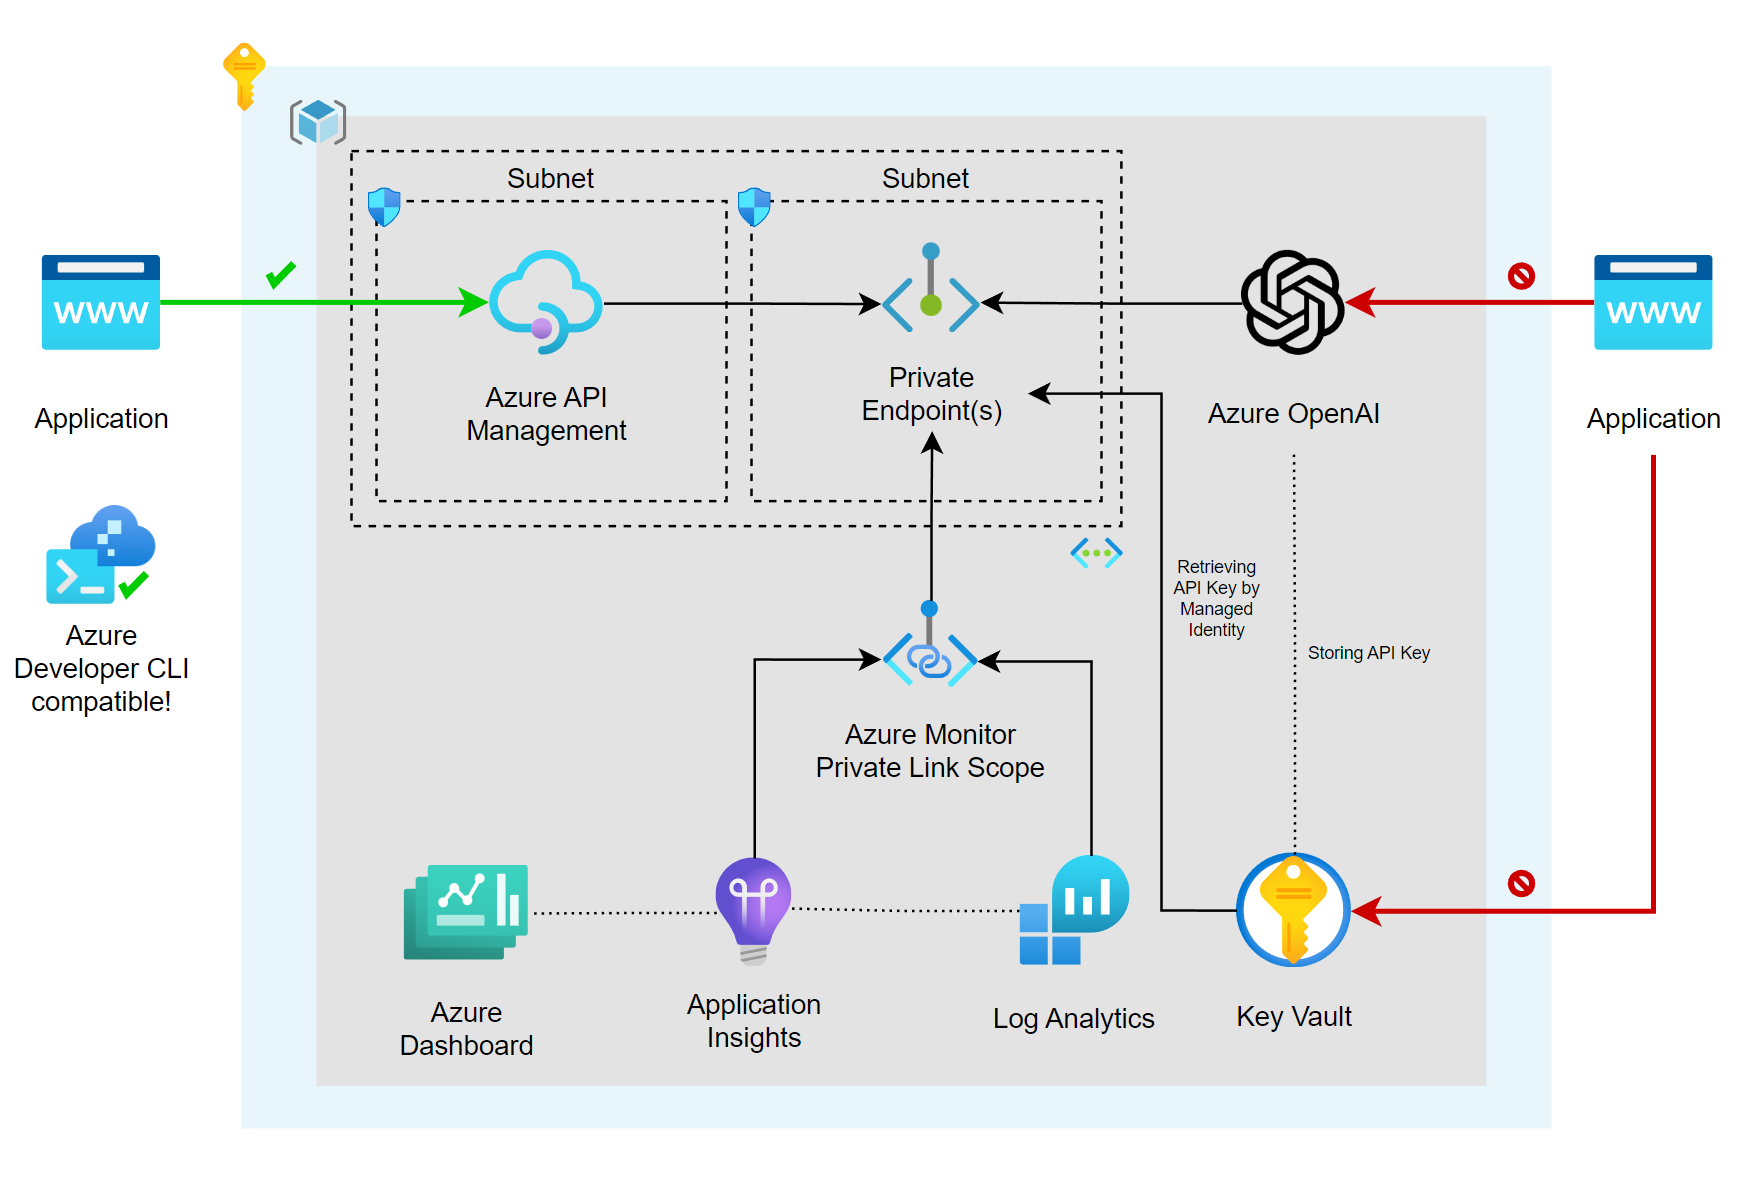 Subnet
Subnet
www
www
Private
Endpoint(s)
Azure API
Management
Azure OpenAI
Application
Application
Retrieving
API Key by
Managed
Identity
Storing API Key
Azure
Developer CLI
compatible!
Azure Monitor
Private Link Scope
Azure
Dashboard
Application
Insights
Log Analytics
Key Vault